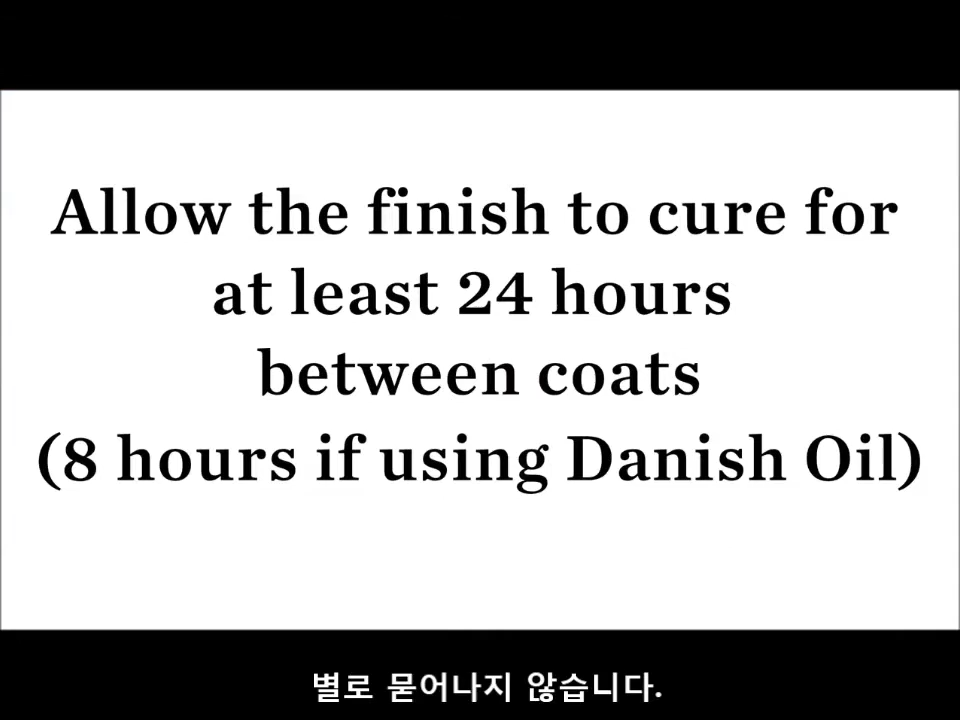 Allow the finish to cure for
at least 24 hours
between coats
(8 hours if using Danish Oil)
별로 묻어나지 않습니다.